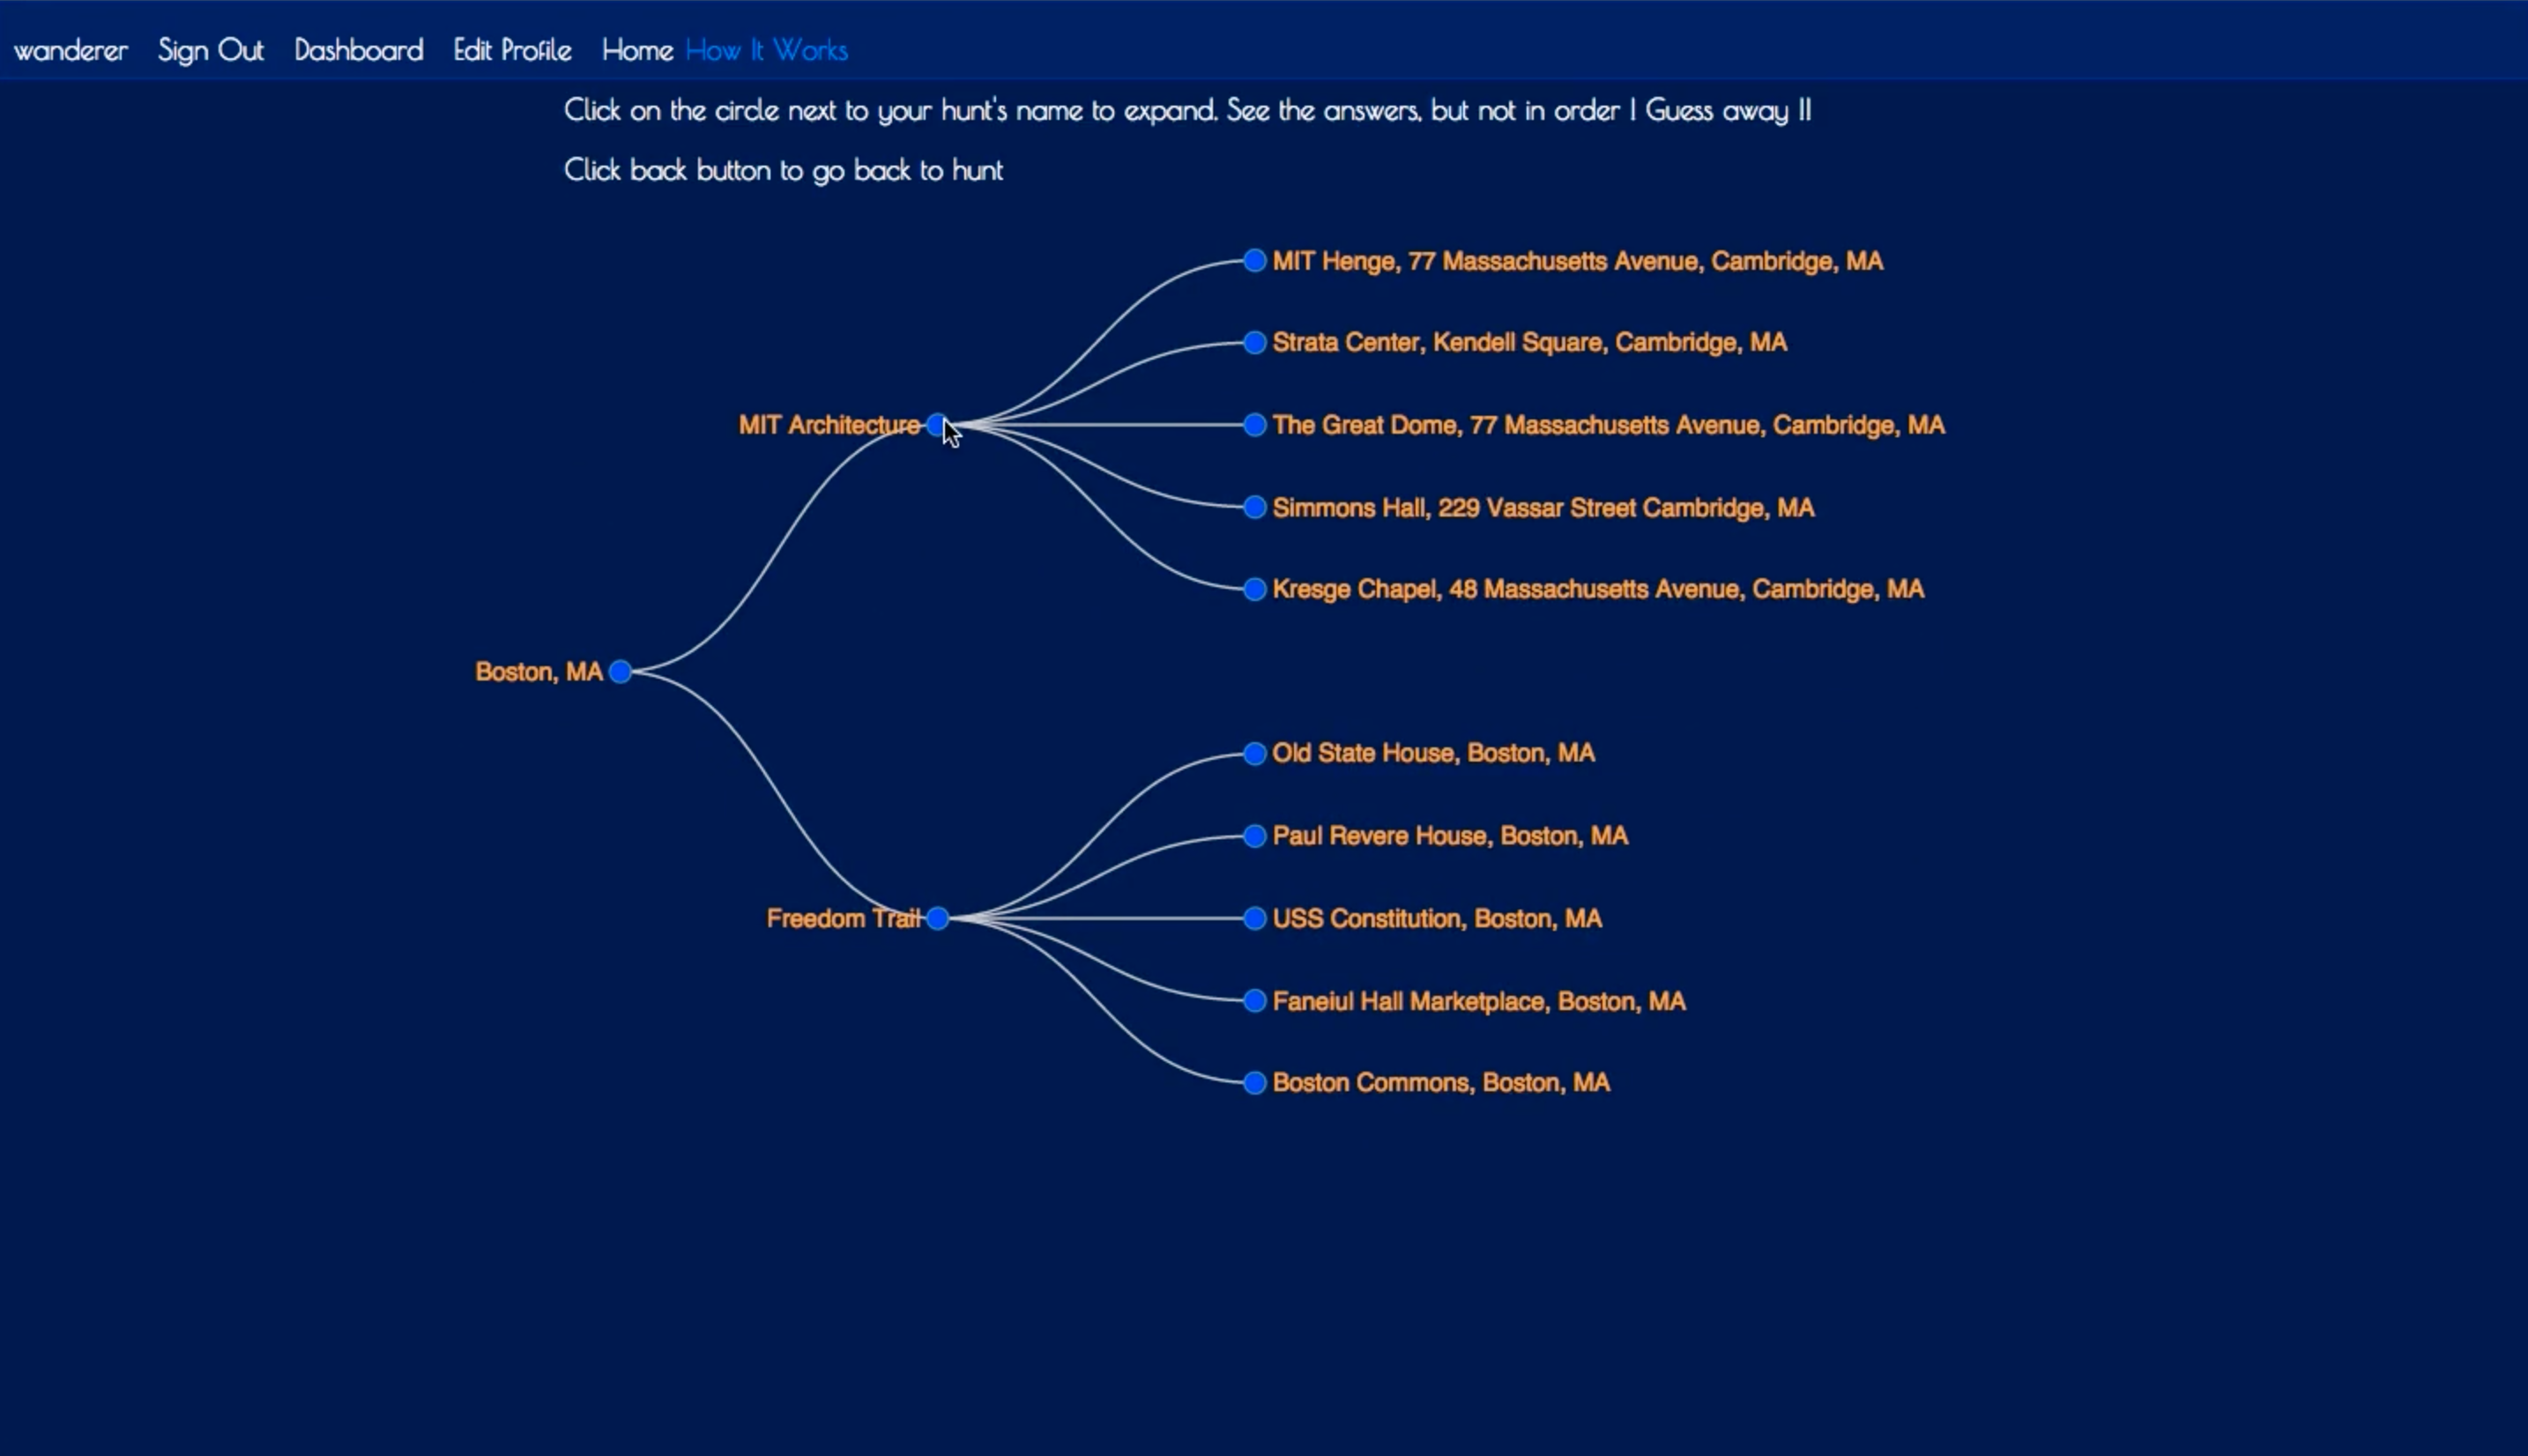 wanderer Sign Out Dashboard Edit Profile Home How It Works
Click on the circle next to your hunt's name to expand. See the answers, but not in order ! Guess away !!
Click back button to go back to hunt
MIT Henge, 77 Massachusetts Avenue, Cambridge, MA
Strata Center, Kendell Square, Cambridge, MA
MIT Architecture
The Great Dome, 77 Massachusetts Avenue, Cambridge, MA
Simmons Hall, 229 Vassar Street Cambridge, MA
Kresge Chapel, 48 Massachusetts Avenue, Cambridge, MA
Boston, MA
Old State House, Boston, MA
Paul Revere House, Boston, MA
Freedom Trail
USS Constitution, Boston, MA
Faneiul Hall Marketplace, Boston, MA
Boston Commons, Boston, MA